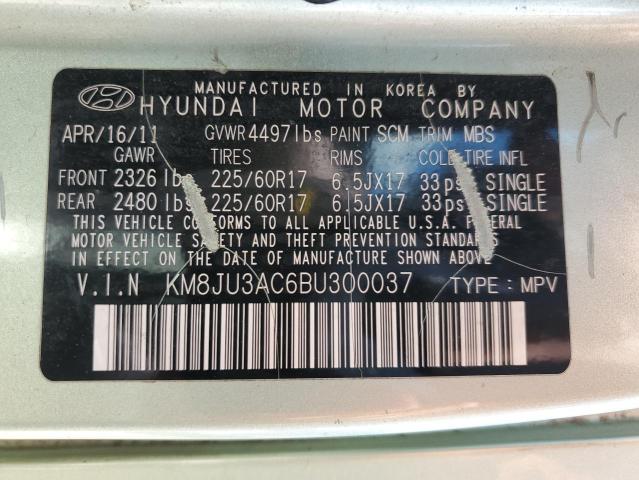 MANUFACTURED IN KOREA BY
HYUNDAI MOTOR COMPANY
APR/16/11 GVWR 4497lbs PAINT SCM TRIM MBS
GAWR TIRES RIMS COLD TIRE INFL
FRONT 2326 lbs 225/60R17 6.5JX17 33 psi SINGLE
REAR 2480 lbs 225/60R17 6.5JX17 33 psi SINGLE
THIS VEHICLE CONFORMS TO ALL APPLICABLE U.S.A. FEDERAL
MOTOR VEHICLE SAFETY AND THEFT PREVENTION STANDARDS
IN EFFECT ON THE DATE OF MANUFACTURE SHOWN ABOVE
V.I.N KM8JU3AC6BU300037 TYPE: MPV